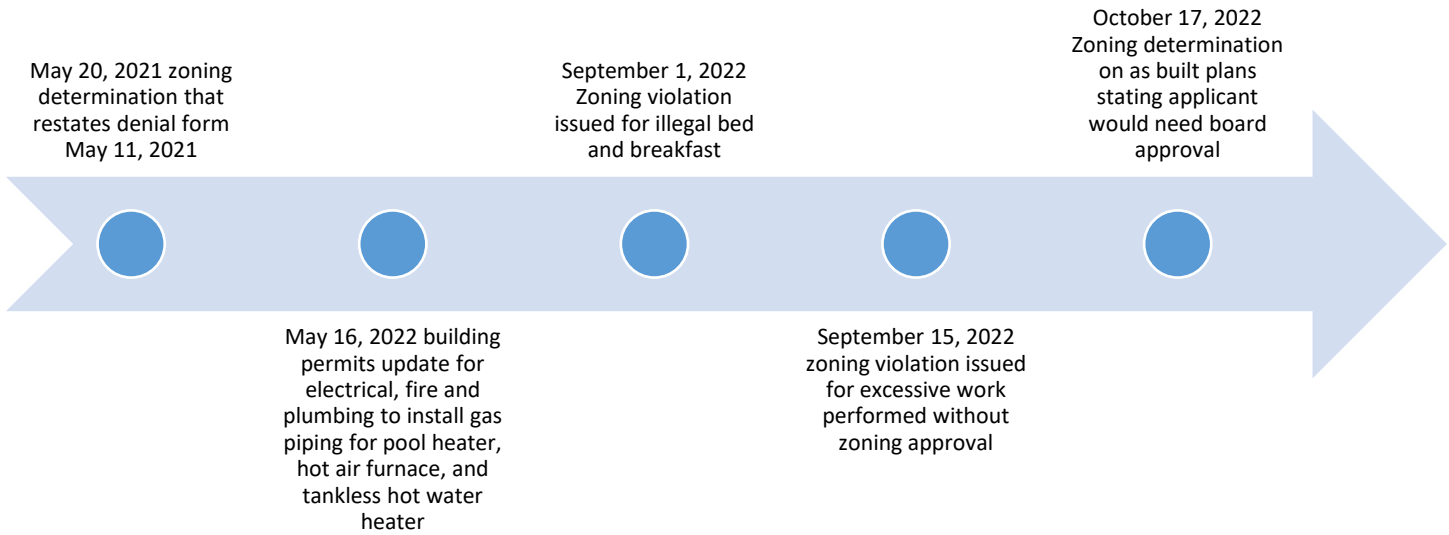 May 20, 2021 zoning
determination that
restates denial form
May 11, 2021
May 16, 2022 building
permits update for
electrical, fire and
plumbing to install gas
piping for pool heater,
hot air furnace, and
tankless hot water
heater
September 1, 2022
Zoning violation
issued for illegal bed
and breakfast
September 15, 2022
zoning violation issued
for excessive work
performed without
zoning approval
October 17, 2022
Zoning determination
on as built plans
stating applicant
would need board
approval